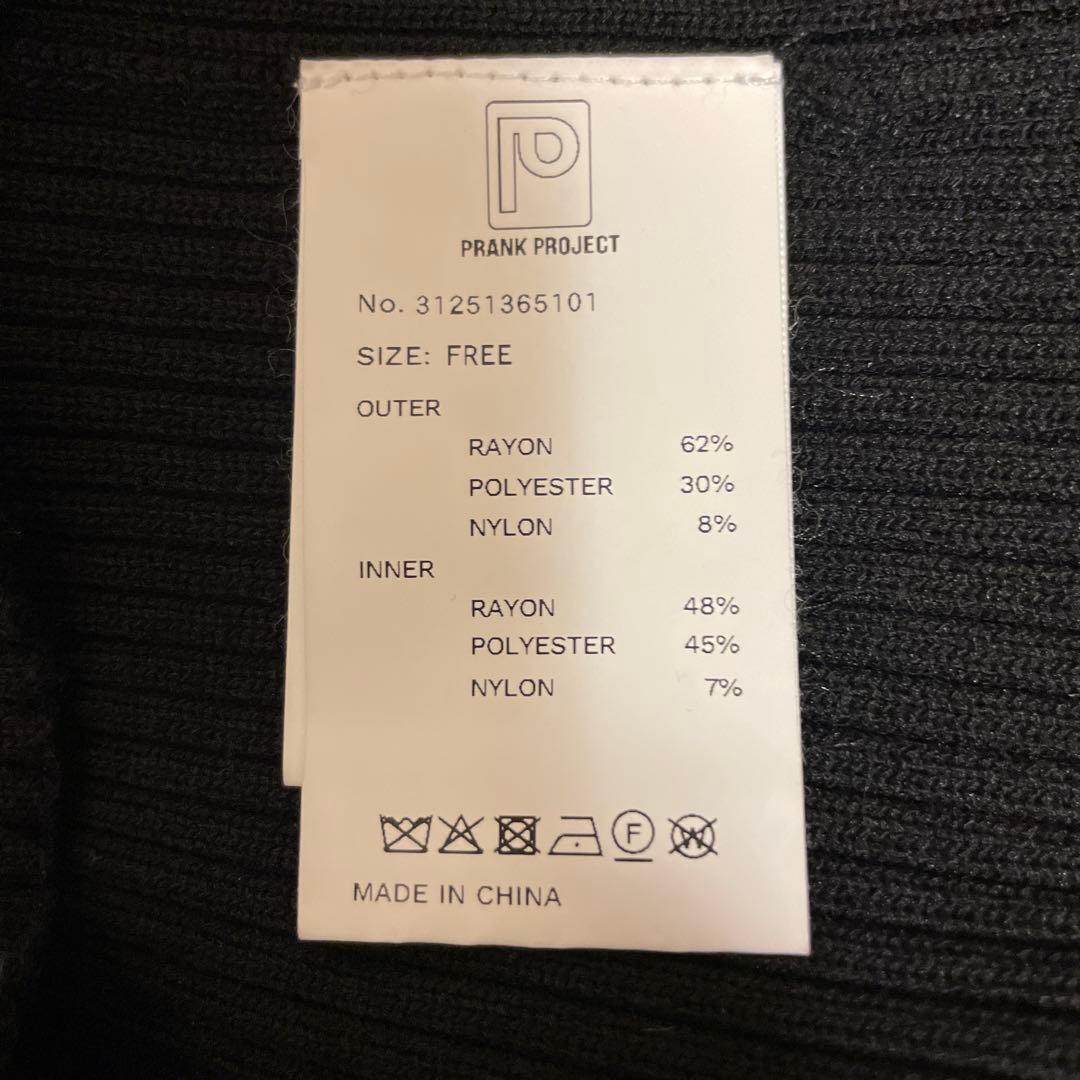 PRANK PROJECT
No. 31251365101
SIZE: FREE
OUTER
RAYON 62%
POLYESTER 30%
NYLON 8%
INNER
RAYON 48%
POLYESTER 45%
NYLON 7%
F W
MADE IN CHINA